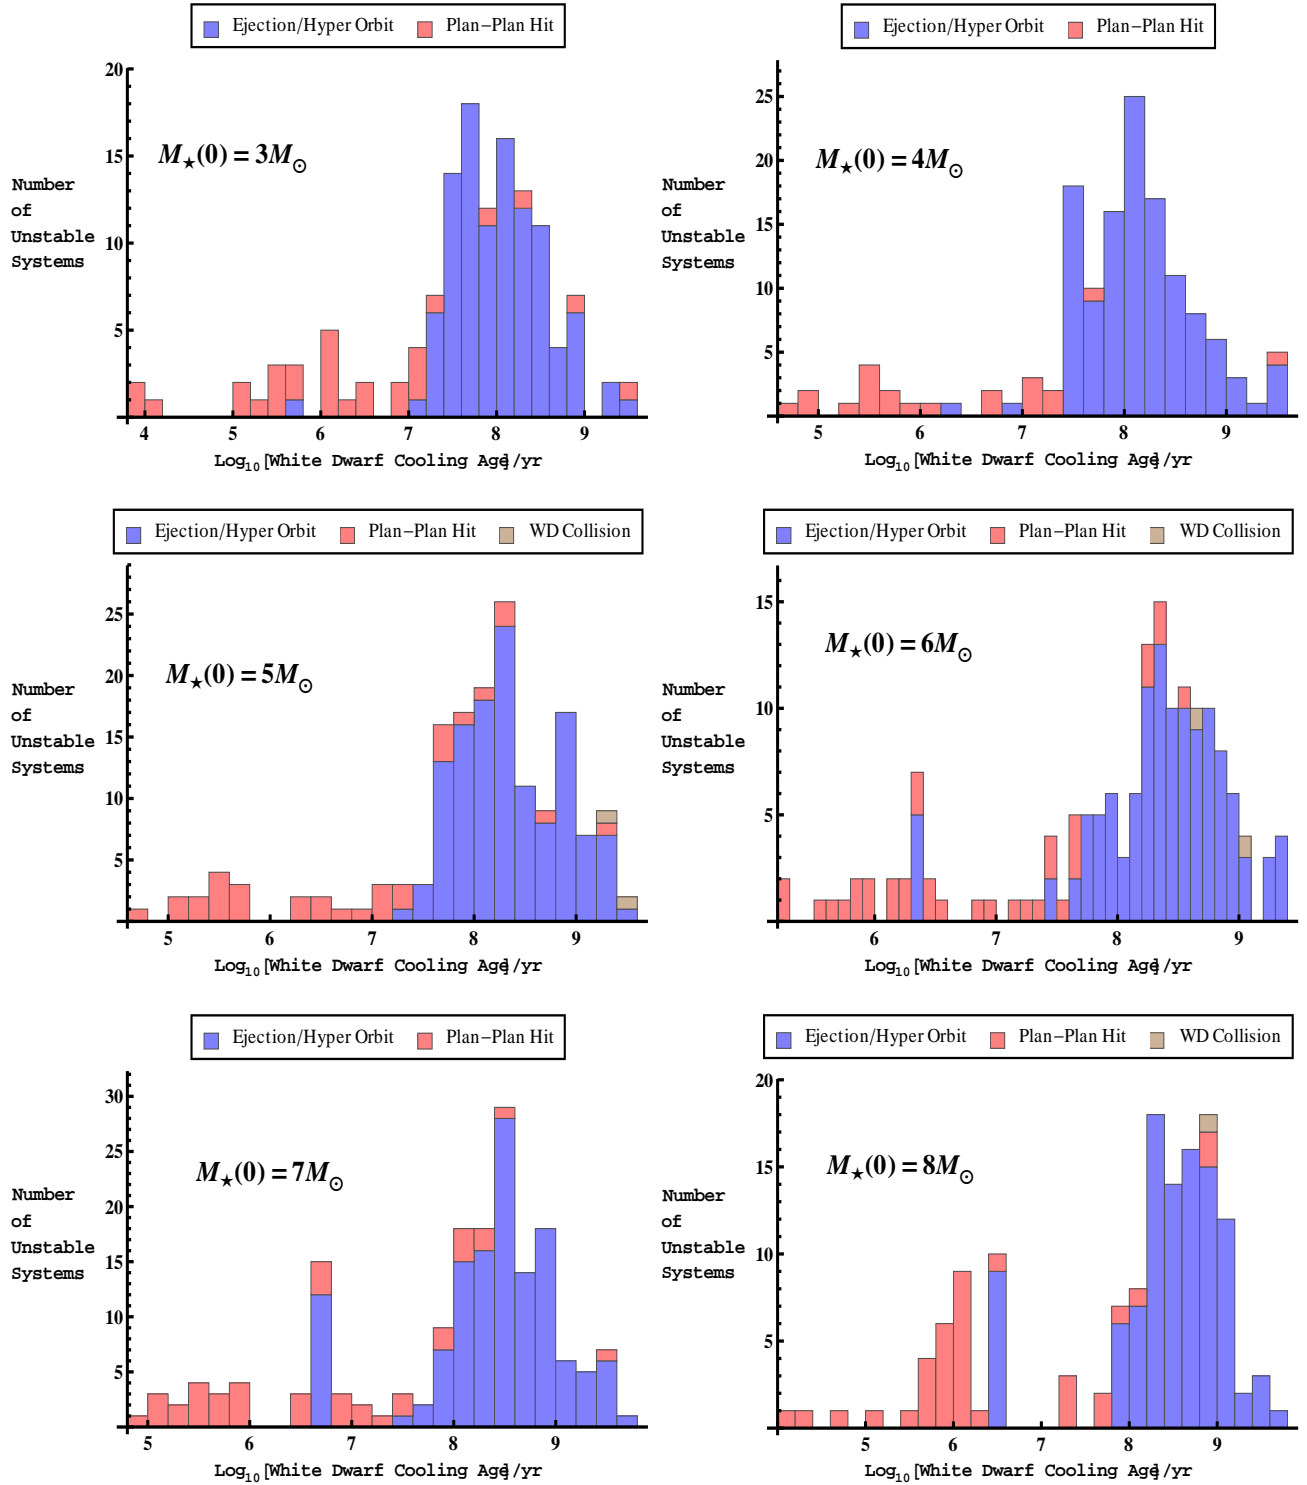 Ejection/Hyper Orbit Plan−Plan Hit
M★(0) = 3M⊙
Number
of
Unstable
Systems
20
15
10
5
4 5 6 7 8 9
Log10[White Dwarf Cooling Age]/yr
Ejection/Hyper Orbit Plan−Plan Hit
M★(0) = 4M⊙
Number
of
Unstable
Systems
25
20
15
10
5
5 6 7 8 9
Log10[White Dwarf Cooling Age]/yr
Ejection/Hyper Orbit Plan−Plan Hit WD Collision
M★(0) = 5M⊙
Number
of
Unstable
Systems
25
20
15
10
5
5 6 7 8 9
Log10[White Dwarf Cooling Age]/yr
Ejection/Hyper Orbit Plan−Plan Hit WD Collision
M★(0) = 6M⊙
Number
of
Unstable
Systems
15
10
5
6 7 8 9
Log10[White Dwarf Cooling Age]/yr
Ejection/Hyper Orbit Plan−Plan Hit
M★(0) = 7M⊙
Number
of
Unstable
Systems
30
25
20
15
10
5
5 6 7 8 9
Log10[White Dwarf Cooling Age]/yr
Ejection/Hyper Orbit Plan−Plan Hit WD Collision
M★(0) = 8M⊙
Number
of
Unstable
Systems
20
15
10
5
5 6 7 8 9
Log10[White Dwarf Cooling Age]/yr